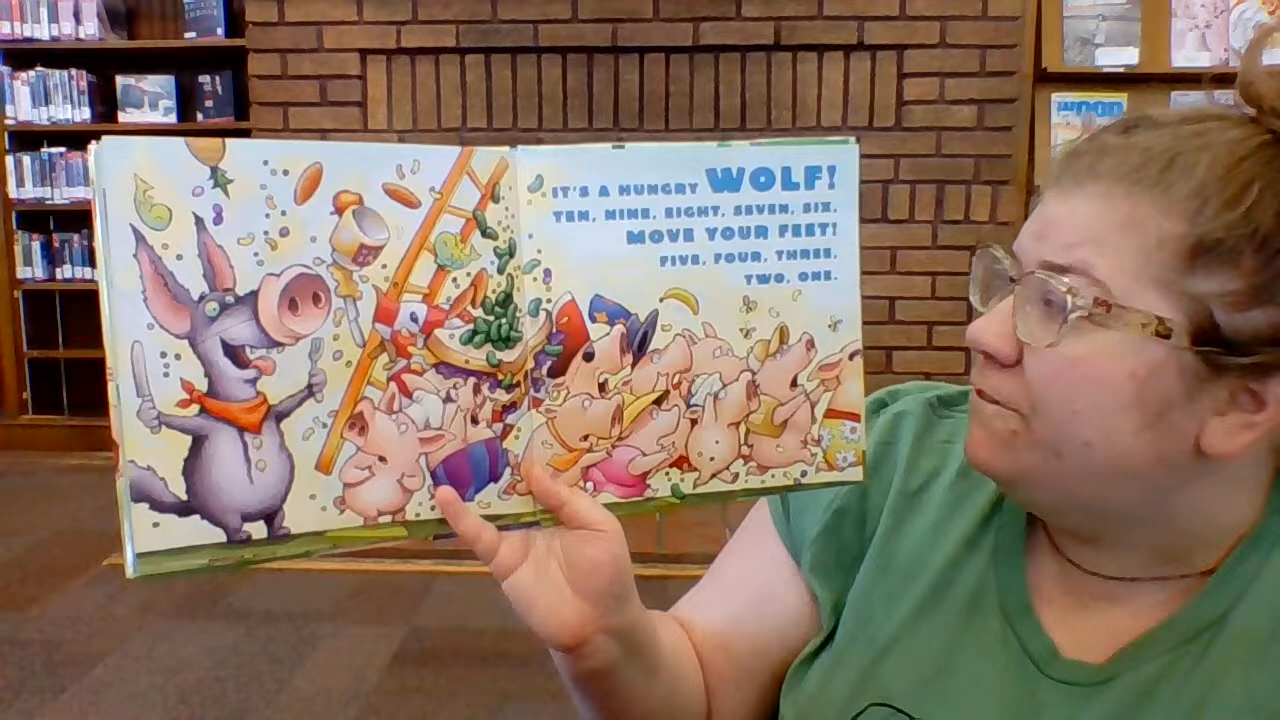 IT'S A HUNGRY WOLF!
TEN, NINE, EIGHT, SEVEN, SIX,
MOVE YOUR FEET!
FIVE, FOUR, THREE,
TWO, ONE.
WOOD